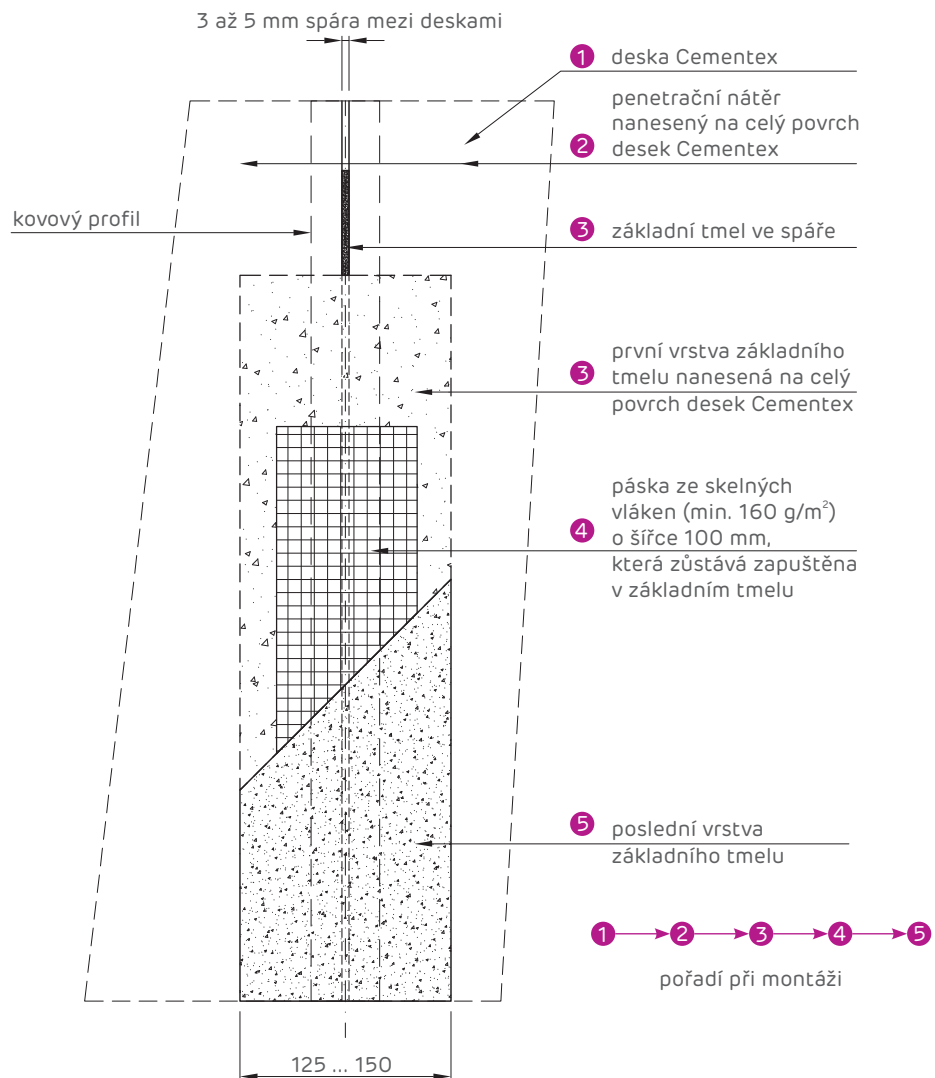 3 až 5 mm spára mezi deskami
1 deska Cementex
penetrační nátěr
nanesený na celý povrch
2 desek Cementex
kovový profil
3 základní tmel ve spáře
první vrstva základního
3 tmelu nanesená na celý
povrch desek Cementex
páska ze skelných
vláken (min. 160 g/m²)
4 o šířce 100 mm,
která zůstává zapuštěna
v základním tmelu
5 poslední vrstva
základního tmelu
1 2 3 4 5
pořadí při montáži
125 ... 150